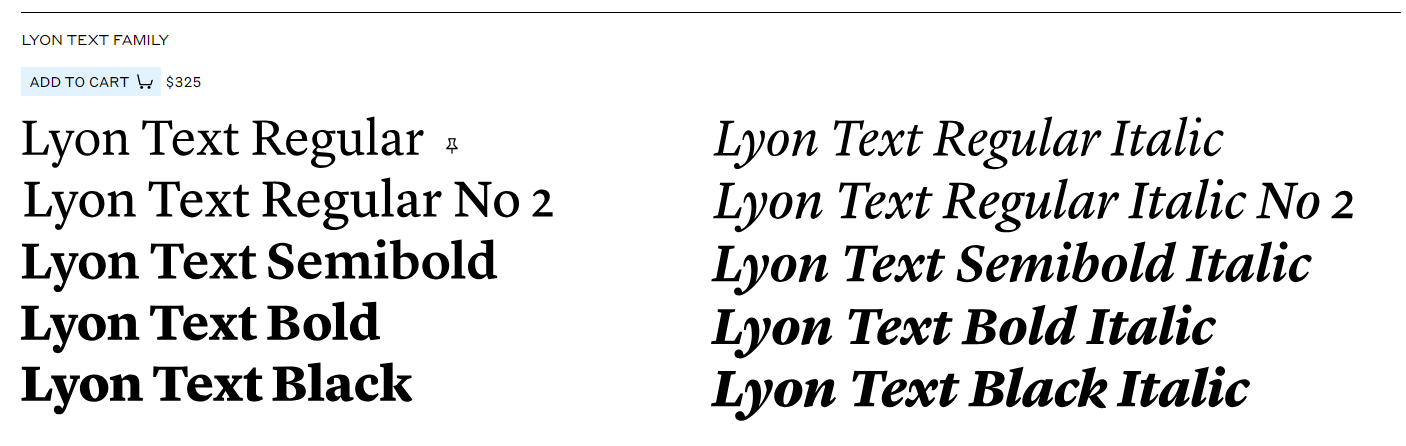 LYON TEXT FAMILY
ADD TO CART $325
Lyon Text Regular
Lyon Text Regular Italic
Lyon Text Regular No 2
Lyon Text Regular Italic No 2
Lyon Text Semibold
Lyon Text Semibold Italic
Lyon Text Bold
Lyon Text Bold Italic
Lyon Text Black
Lyon Text Black Italic